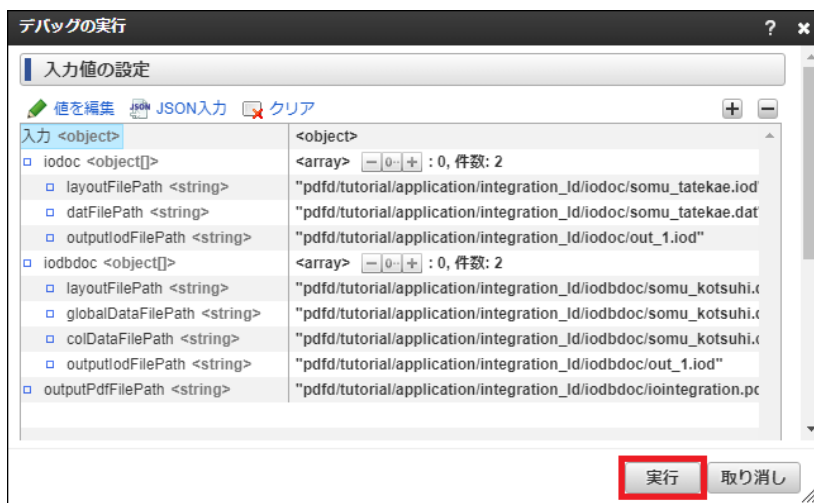 デバッグの実行 ? ×
入力値の設定
値を編集 JSON JSON入力 クリア
入力 <object> <object>
iodoc <object[]> <array> 0 : 0, 件数: 2
layoutFilePath <string> "pdfd/tutorial/application/integration_ld/iodoc/somu_tatekae.iod"
datFilePath <string> "pdfd/tutorial/application/integration_ld/iodoc/somu_tatekae.dat"
outputIodFilePath <string> "pdfd/tutorial/application/integration_ld/iodoc/out_1.iod"
iodbdoc <object[]> <array> 0 : 0, 件数: 2
layoutFilePath <string> "pdfd/tutorial/application/integration_ld/iodbdoc/somu_kotsuhi.
globalDataFilePath <string> "pdfd/tutorial/application/integration_ld/iodbdoc/somu_kotsuhi.
colDataFilePath <string> "pdfd/tutorial/application/integration_ld/iodbdoc/somu_kotsuhi.
outputIodFilePath <string> "pdfd/tutorial/application/integration_ld/iodbdoc/out_1.iod"
outputPdfFilePath <string> "pdfd/tutorial/application/integration_ld/iodbdoc/iointegration.pd
実行 取り消し